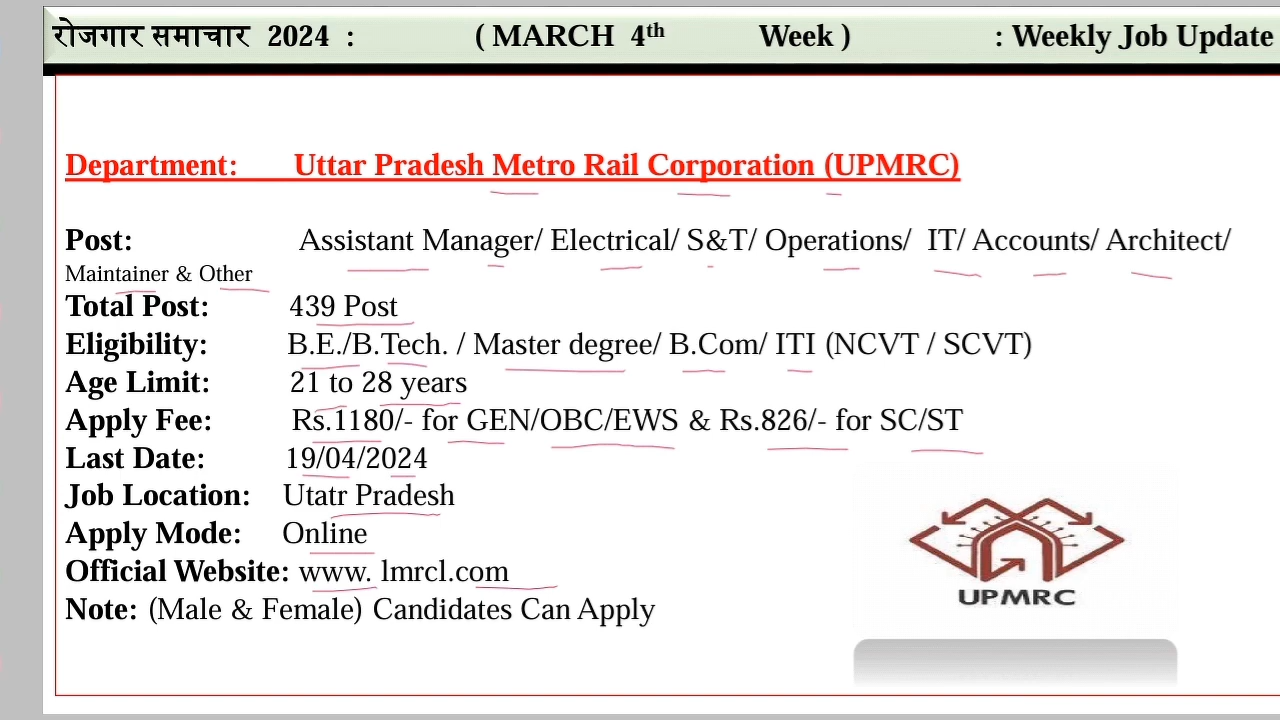 रोजगार समाचार 2024 : ( MARCH 4th Week ) : Weekly Job Update
Department: Uttar Pradesh Metro Rail Corporation (UPMRC)
Post: Assistant Manager/ Electrical/ S&T/ Operations/ IT/ Accounts/ Architect/
Maintainer & Other
Total Post: 439 Post
Eligibility: B.E./B.Tech. / Master degree/ B.Com/ ITI (NCVT / SCVT)
Age Limit: 21 to 28 years
Apply Fee: Rs.1180/- for GEN/OBC/EWS & Rs.826/- for SC/ST
Last Date: 19/04/2024
Job Location: Utatr Pradesh
Apply Mode: Online
Official Website: www. lmrcl.com
Note: (Male & Female) Candidates Can Apply
UPMRC